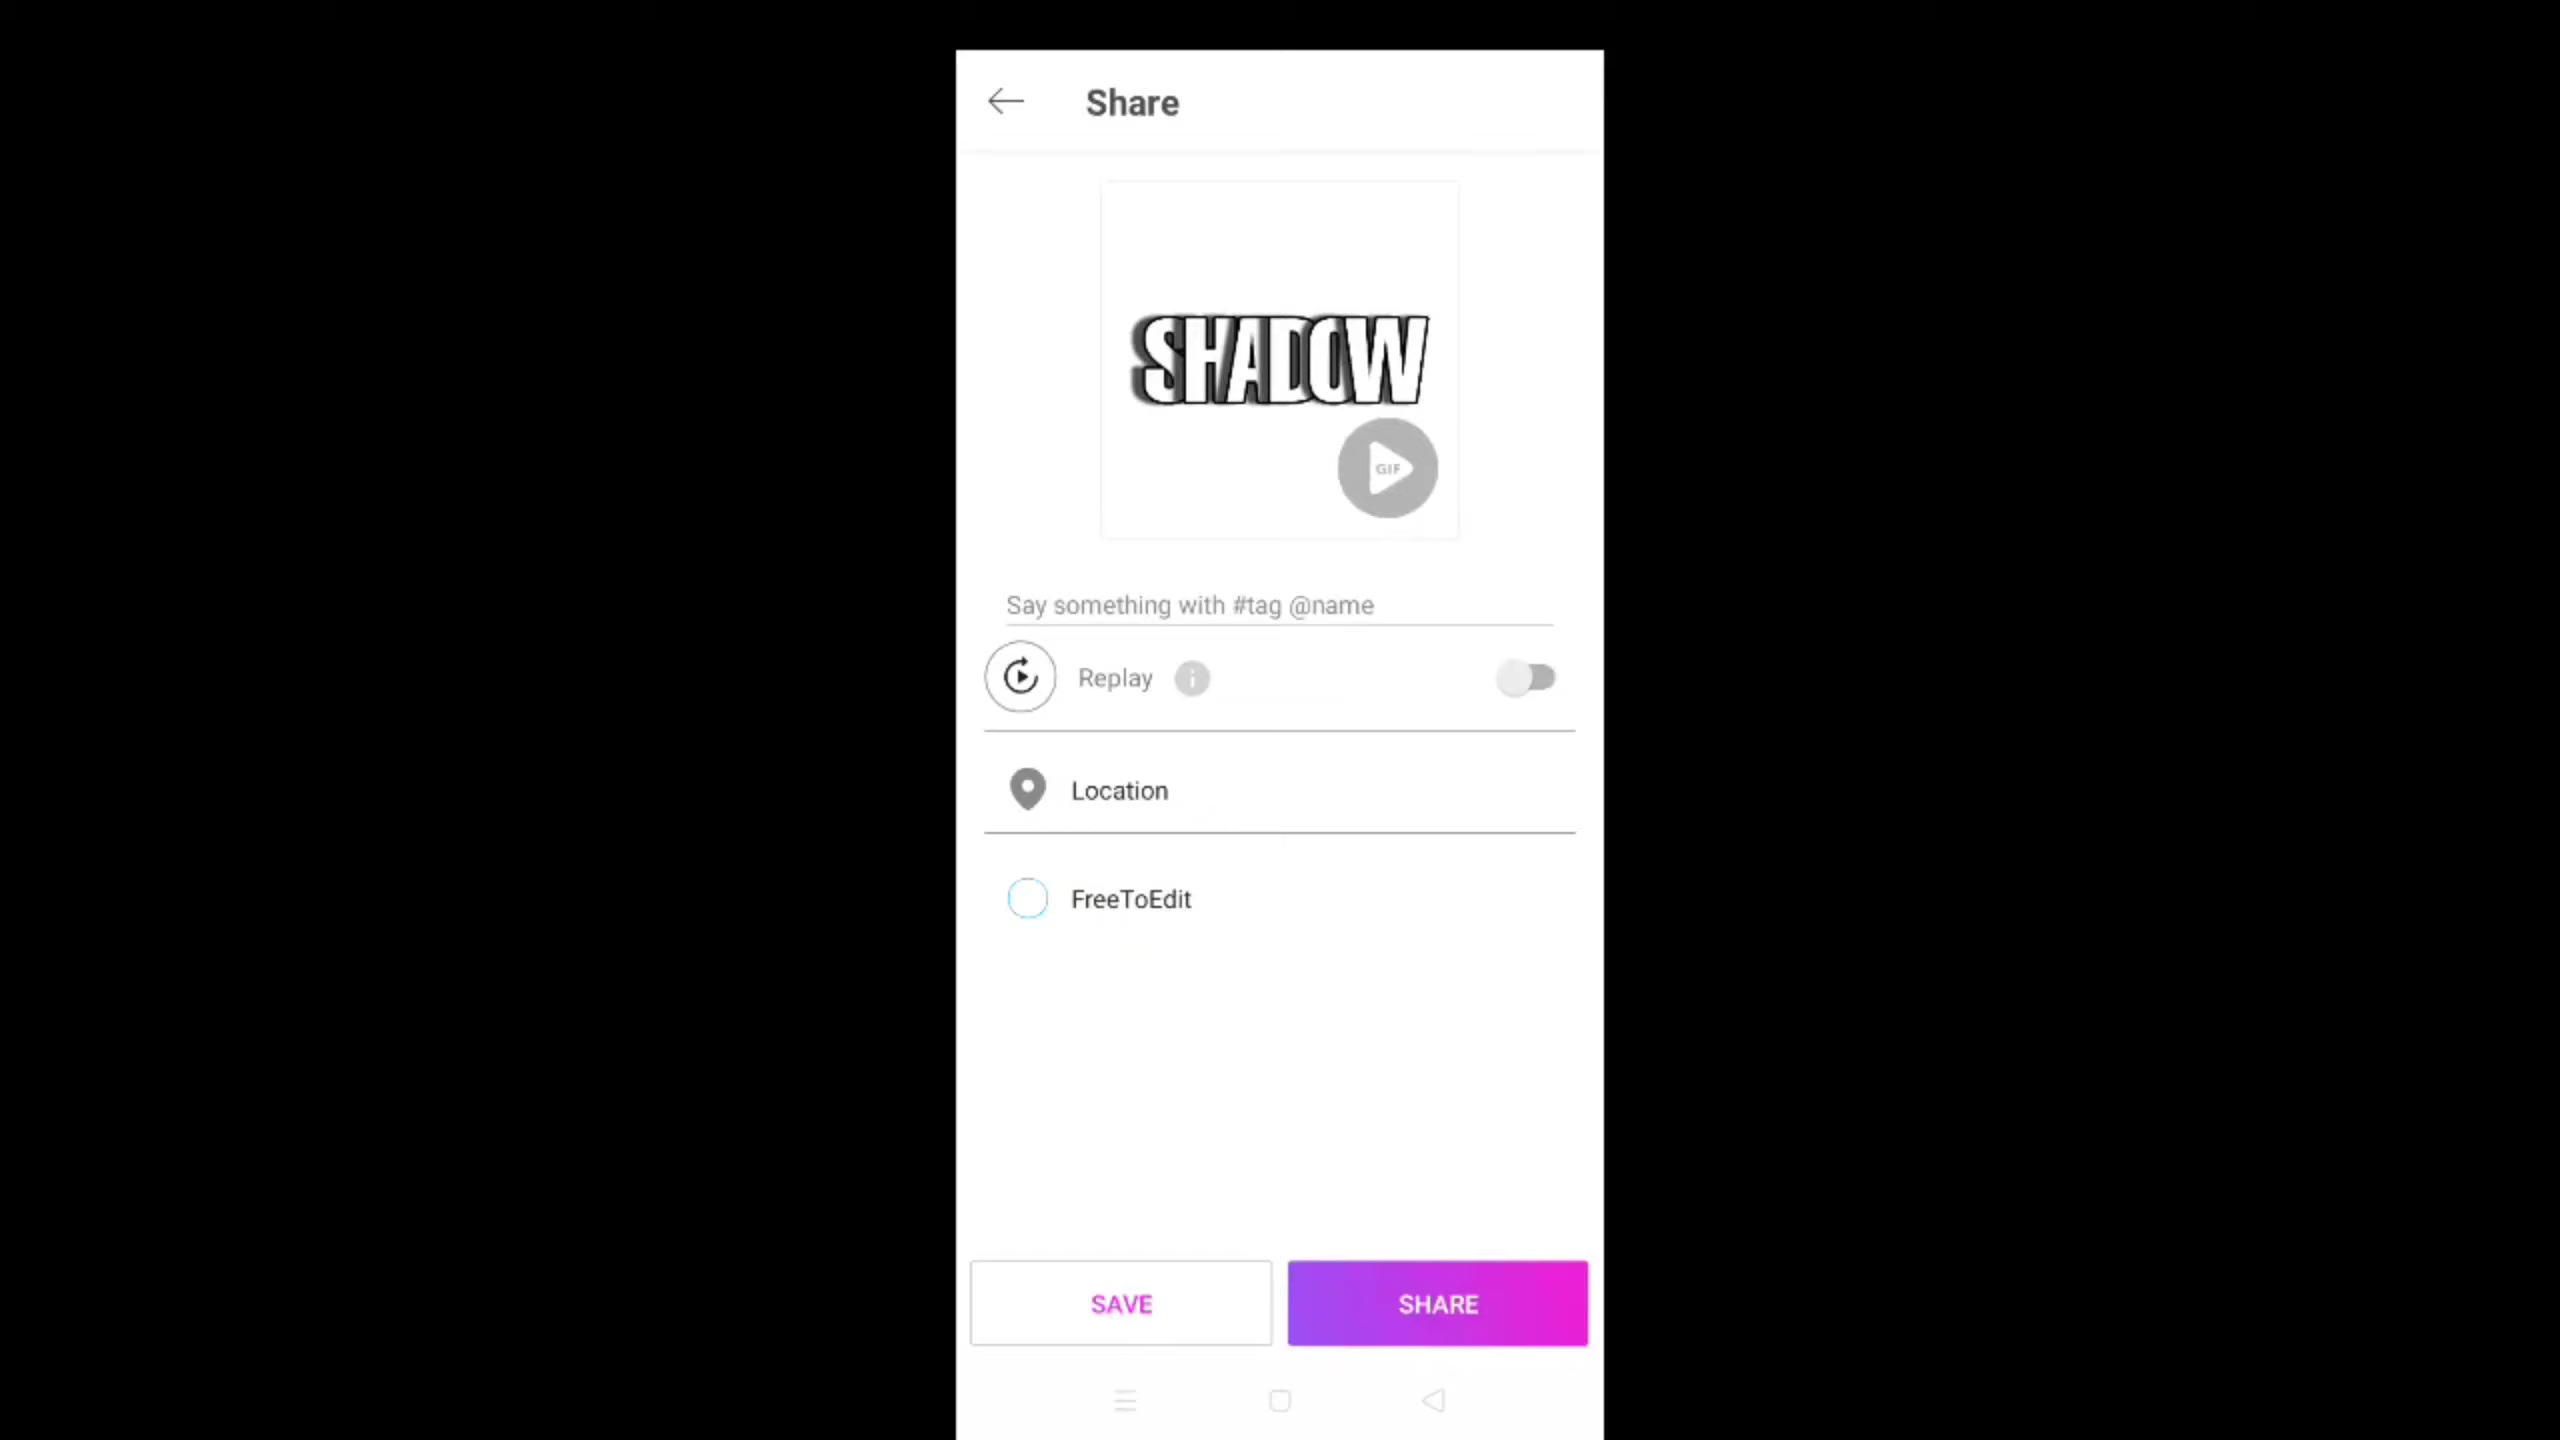 Share
SHADOW
GIF
Say something with #tag @name
Replay
Location
FreeToEdit
SAVE
SHARE